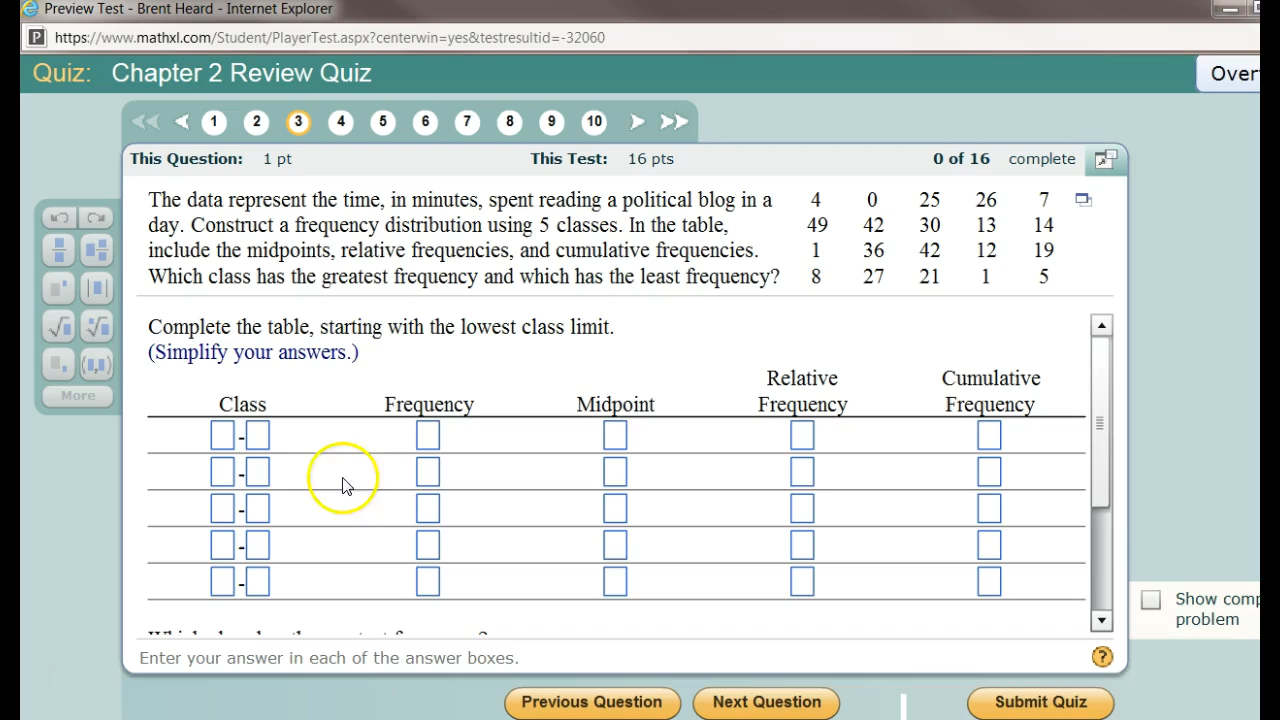 Preview Test - Brent Heard - Internet Explorer
P https://www.mathxl.com/Student/PlayerTest.aspx?centerwin=yes&testresultid=-32060
Quiz: Chapter 2 Review Quiz
Over
1 2 3 4 5 6 7 8 9 10
This Question: 1 pt This Test: 16 pts 0 of 16 complete
The data represent the time, in minutes, spent reading a political blog in a 4 0 25 26 7
day. Construct a frequency distribution using 5 classes. In the table, 49 42 30 13 14
include the midpoints, relative frequencies, and cumulative frequencies. 1 36 42 12 19
Which class has the greatest frequency and which has the least frequency? 8 27 21 1 5
Complete the table, starting with the lowest class limit.
(Simplify your answers.)
Relative Cumulative
Class Frequency Midpoint Frequency Frequency
-
-
-
-
-
More
Show comp
problem
Enter your answer in each of the answer boxes.
?
Previous Question Next Question Submit Quiz